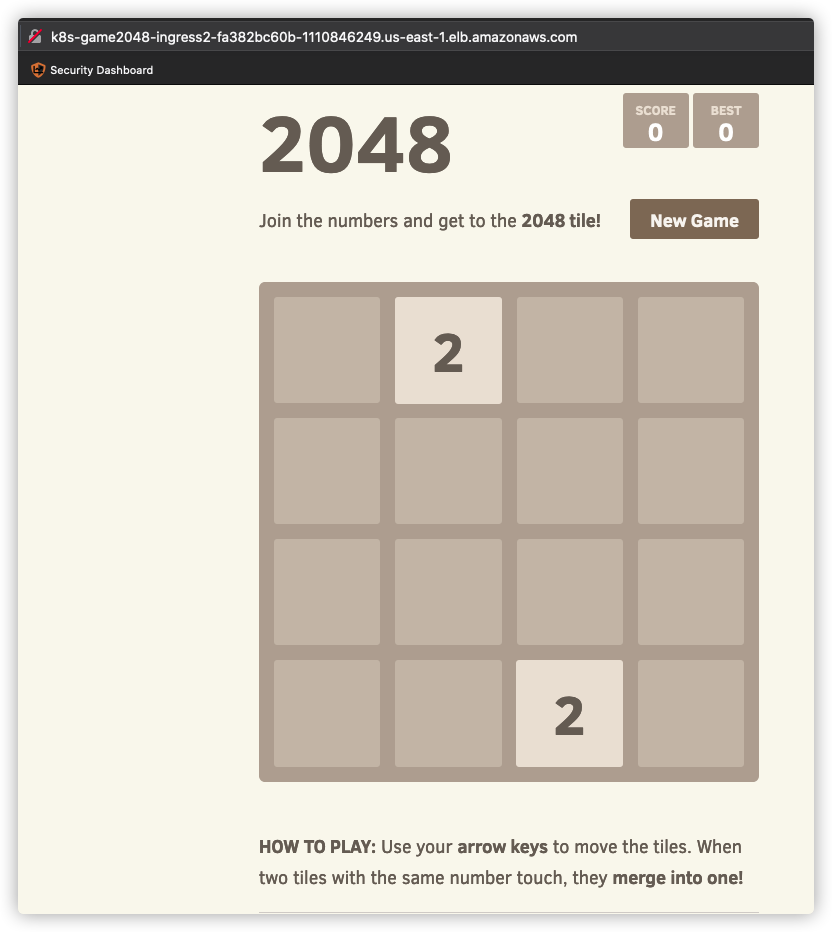 k8s-game2048-ingress2-fa382bc60b-1110846249.us-east-1.elb.amazonaws.com
Security Dashboard
2048
SCORE
0
BEST
0
Join the numbers and get to the 2048 tile!
New Game
2
2
HOW TO PLAY: Use your arrow keys to move the tiles. When
two tiles with the same number touch, they merge into one!